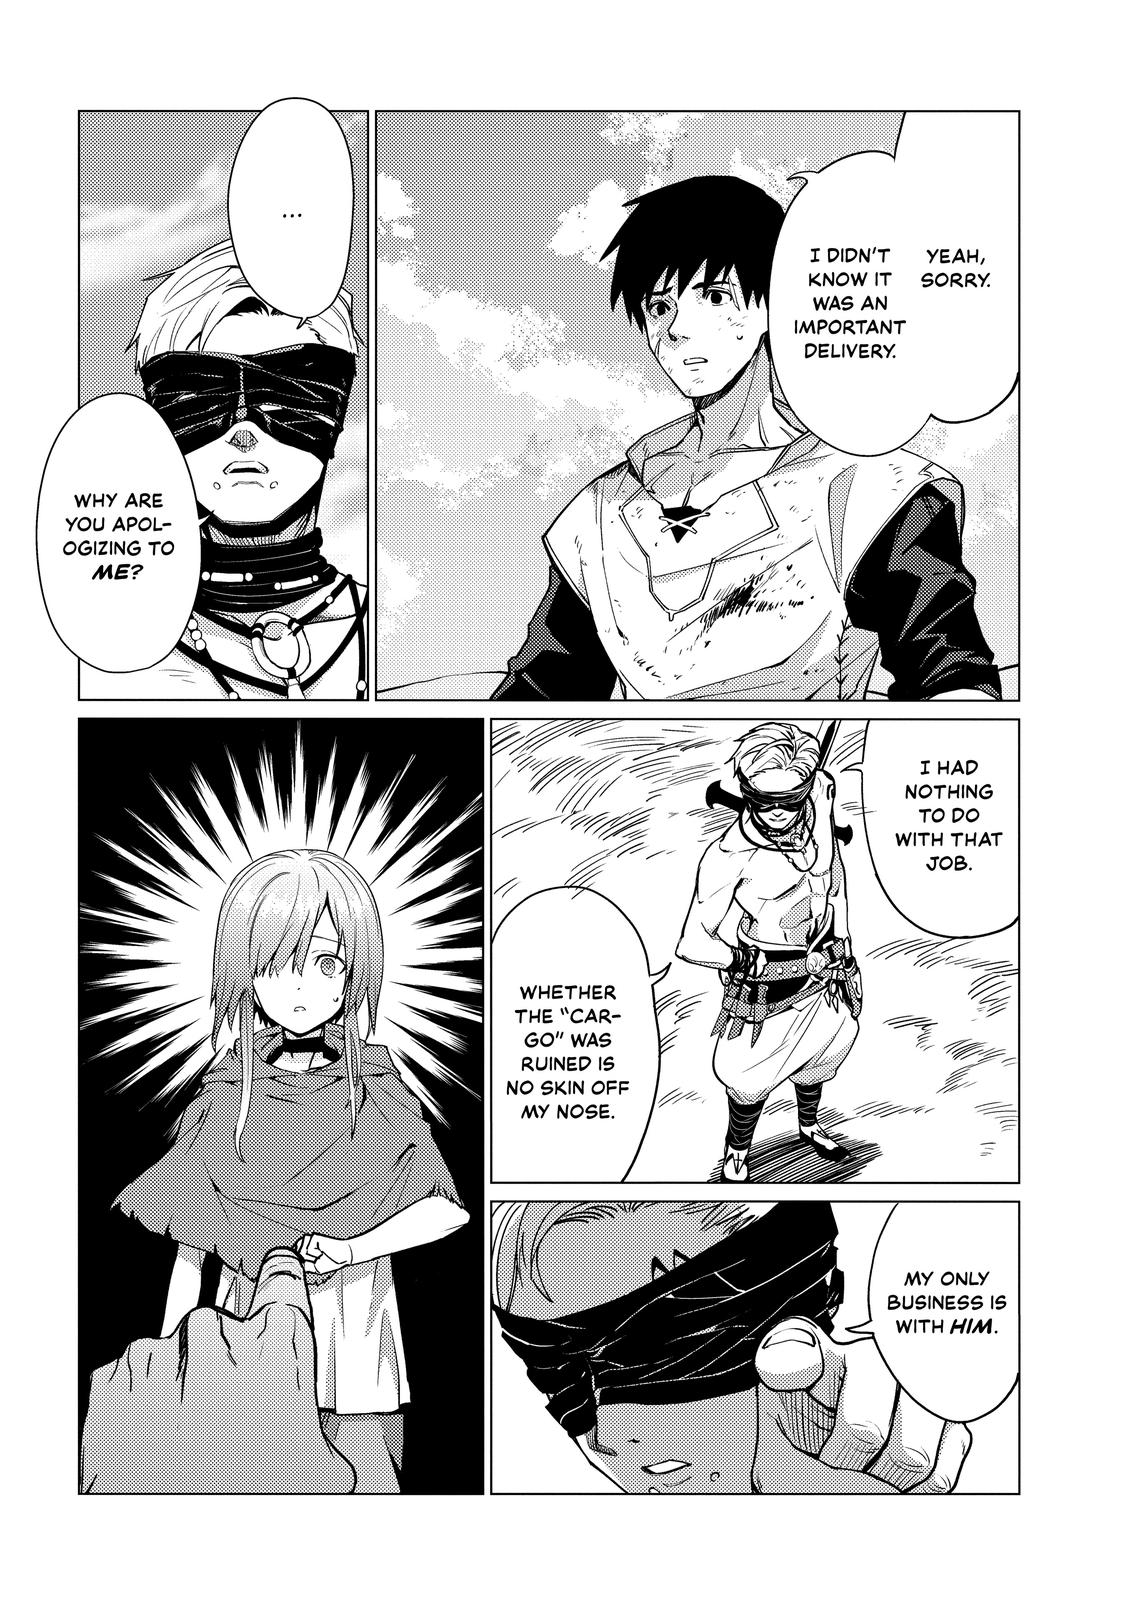 YEAH,
SORRY.
I DIDN'T
KNOW IT
WAS AN
IMPORTANT
DELIVERY.
...
WHY ARE
YOU APOL-
OGIZING TO
ME?
I HAD
NOTHING
TO DO
WITH THAT
JOB.
WHETHER
THE "CAR-
GO" WAS
RUINED IS
NO SKIN OFF
MY NOSE.
MY ONLY
BUSINESS IS
WITH HIM.